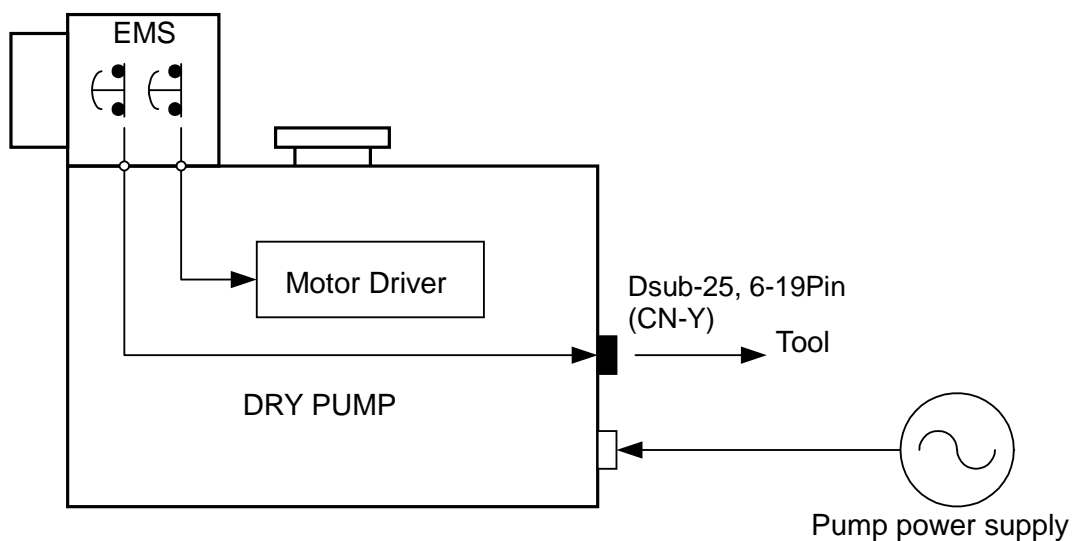 EMS
Motor Driver
Dsub-25, 6-19Pin
(CN-Y)
Tool
DRY PUMP
Pump power supply